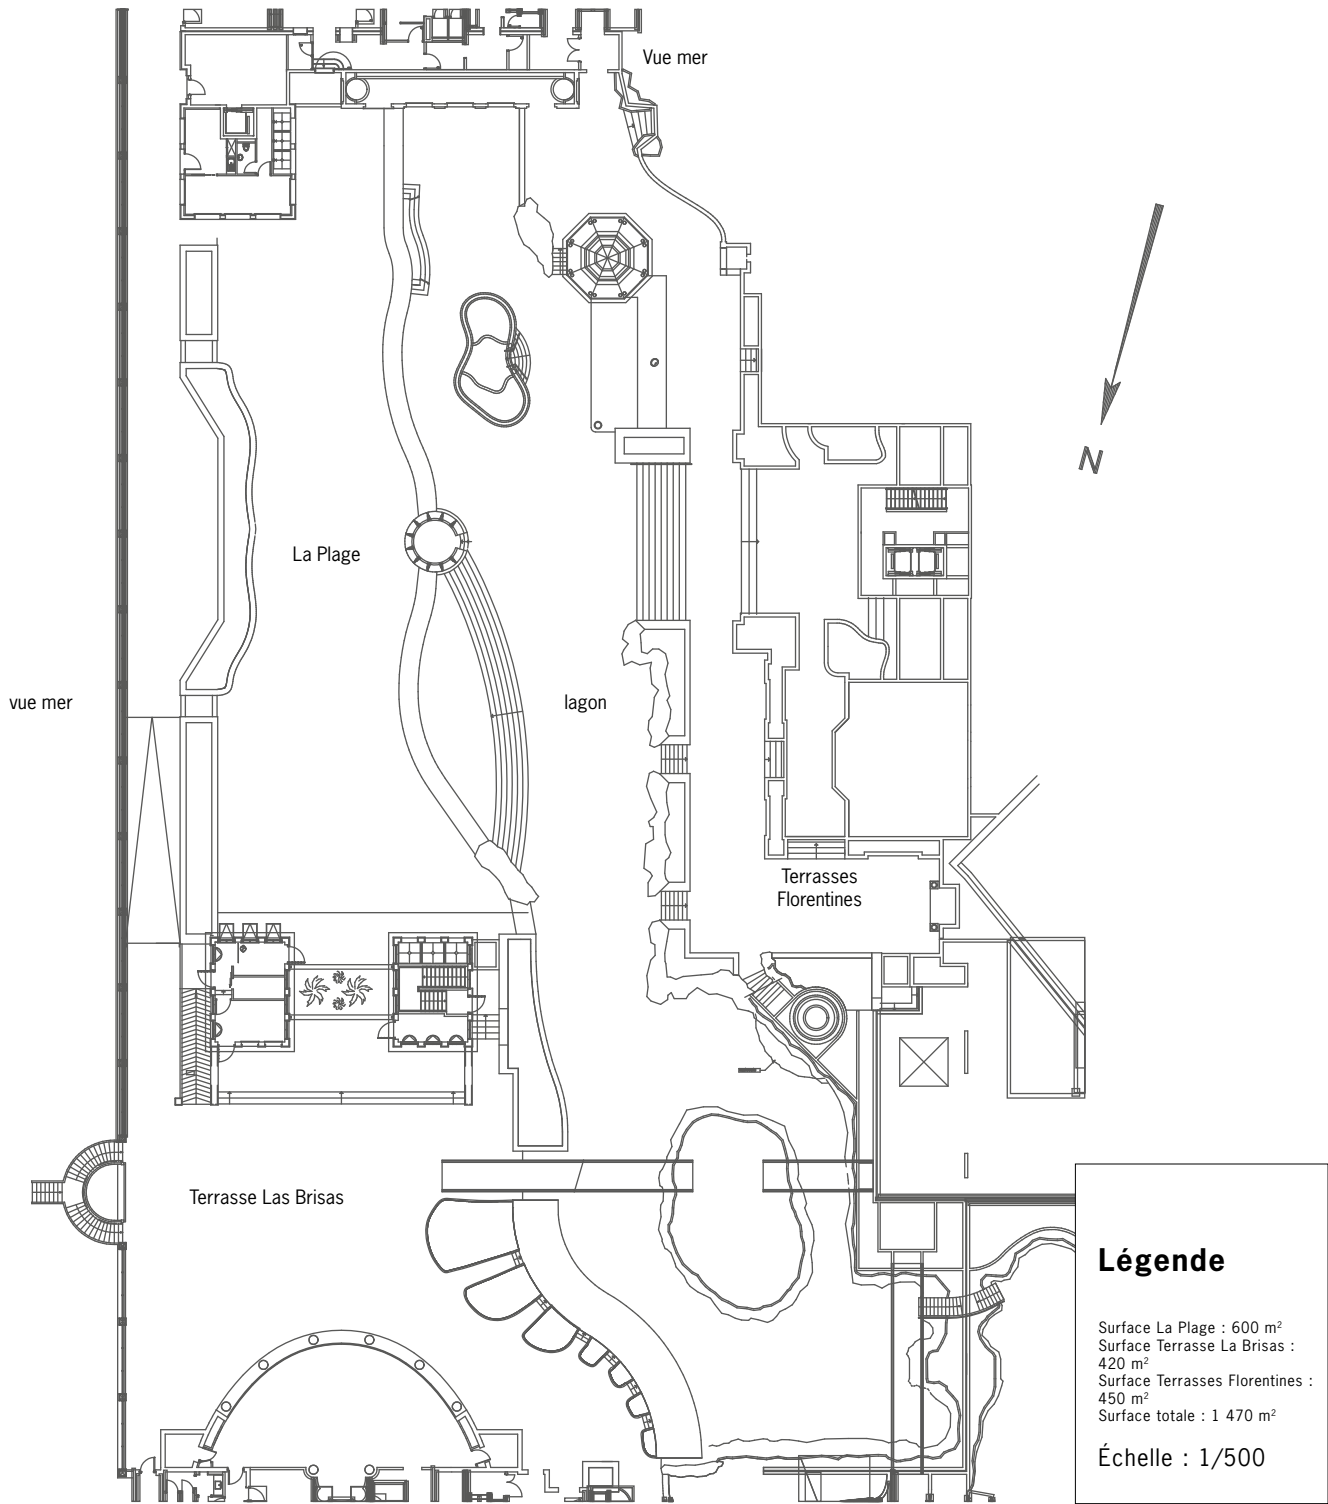 Vue mer
N
La Plage
vue mer
lagon
Terrasses
Florentines
Terrasse Las Brisas
Légende
Surface La Plage : 600 m²
Surface Terrasse La Brisas :
420 m²
Surface Terrasses Florentines :
450 m²
Surface totale : 1 470 m²
Échelle : 1/500